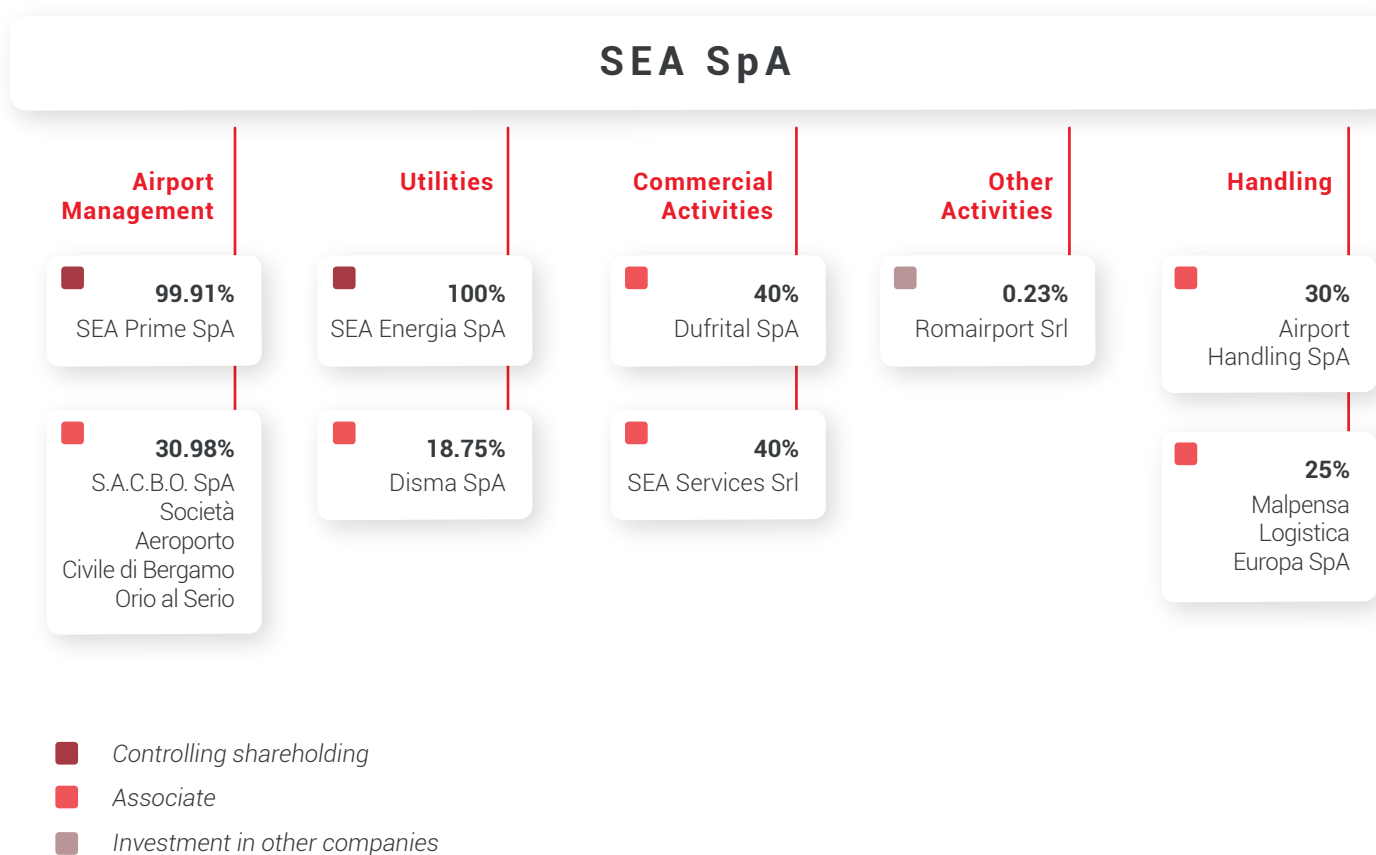 SEA SpA
Airport
Management
99.91%
SEA Prime SpA
30.98%
S.A.C.B.O. SpA
Società
Aeroporto
Civile di Bergamo
Orio al Serio
Utilities
100%
SEA Energia SpA
18.75%
Disma SpA
Commercial
Activities
40%
Dufrital SpA
40%
SEA Services Srl
Other
Activities
0.23%
Romairport Srl
Handling
30%
Airport
Handling SpA
25%
Malpensa
Logistica
Europa SpA
Controlling shareholding
Associate
Investment in other companies